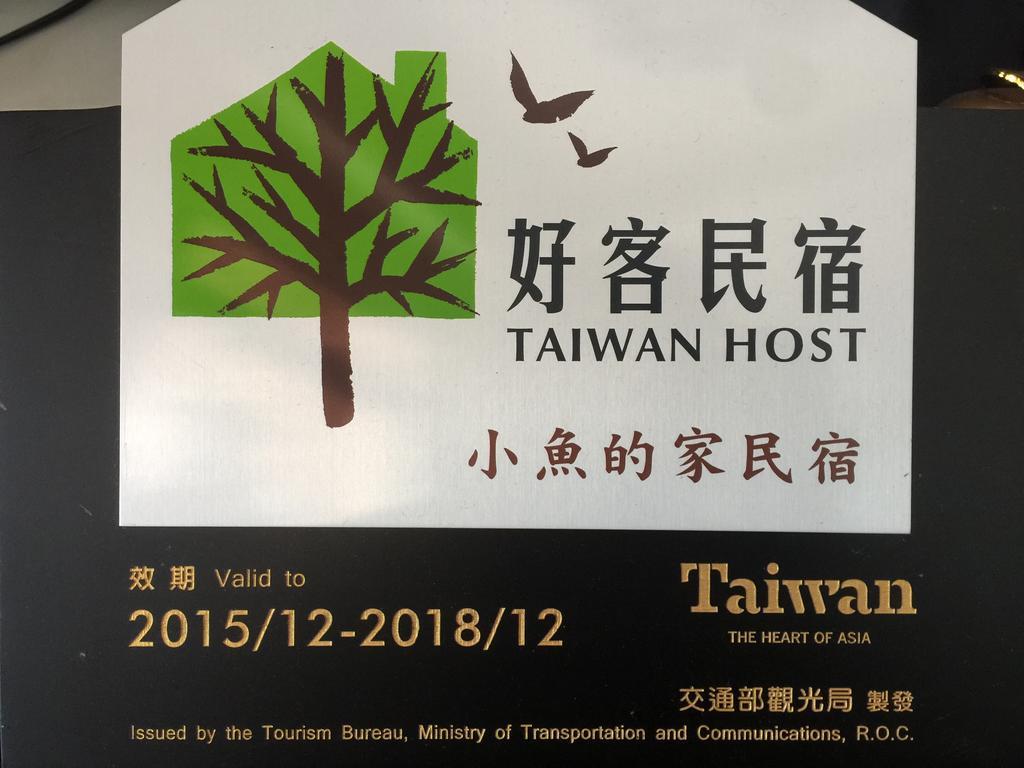 好客民宿
TAIWAN HOST
小魚的家民宿
效期 Valid to
2015/12-2018/12
Taiwan
THE HEART OF ASIA
交通部觀光局 製發
Issued by the Tourism Bureau, Ministry of Transportation and Communications, R.O.C.